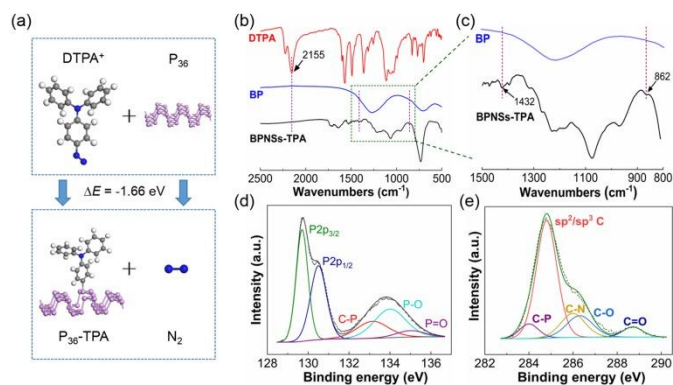 (a)
DTPA⁺
P₃₆
+
ΔE = -1.66 eV
+
P₃₆-TPA
N₂
(b)
DTPA
2155
BP
BPNSs-TPA
2500 2000 1500 1000 500
Wavenumbers (cm⁻¹)
(c)
BP
862
1432
BPNSs-TPA
1500 1400 1200 1000 800
Wavenumbers (cm⁻¹)
(d)
P2p₃/₂
P2p₁/₂
C-P
P-O
P=O
Intensity (a.u.)
128 130 132 134 136
Binding energy (eV)
(e)
sp²/sp³ C
C-P
C-N
C-O
C=O
Intensity (a.u.)
282 284 286 288 290
Binding energy (eV)